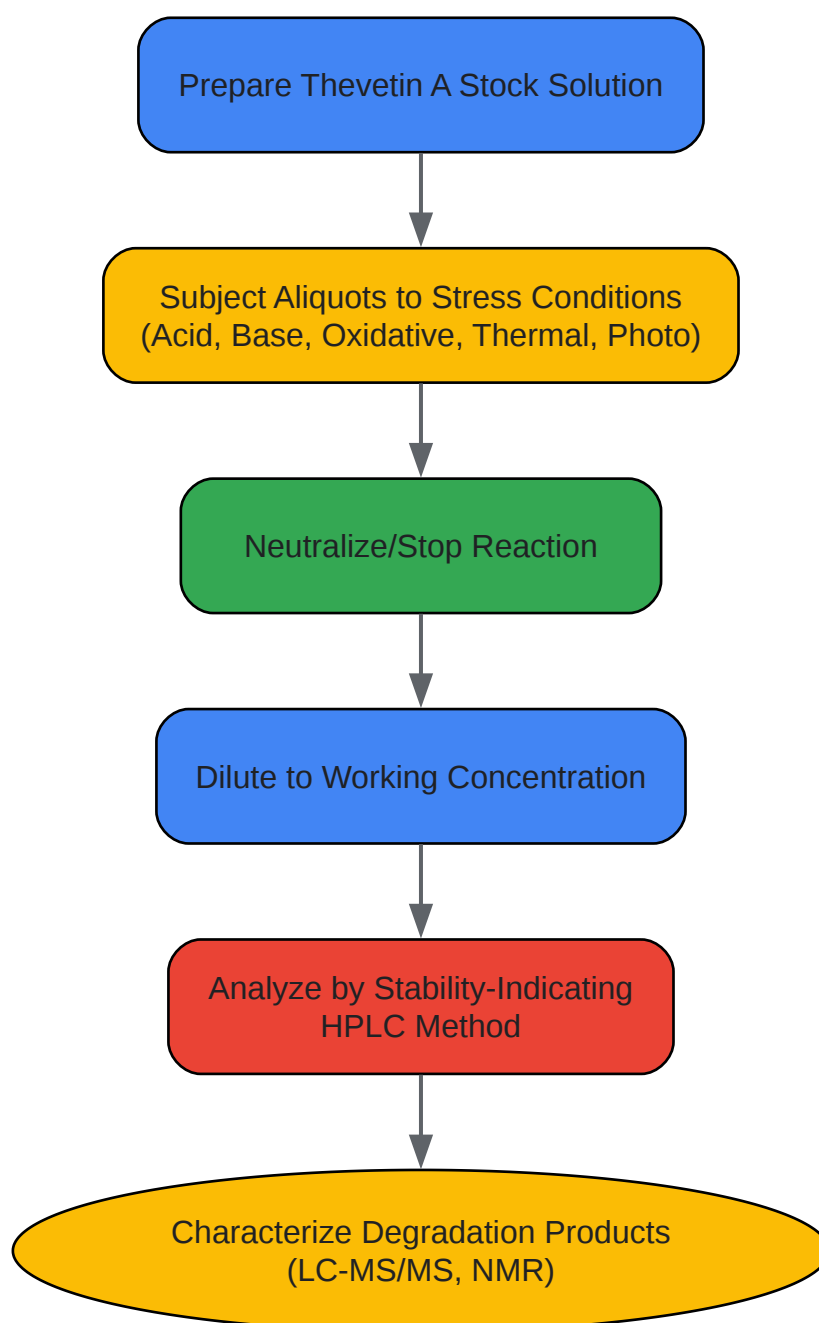 Prepare Thevetin A Stock Solution
Subject Aliquots to Stress Conditions
(Acid, Base, Oxidative, Thermal, Photo)
Neutralize/Stop Reaction
Dilute to Working Concentration
Analyze by Stability-Indicating
HPLC Method
Characterize Degradation Products
(LC-MS/MS, NMR)